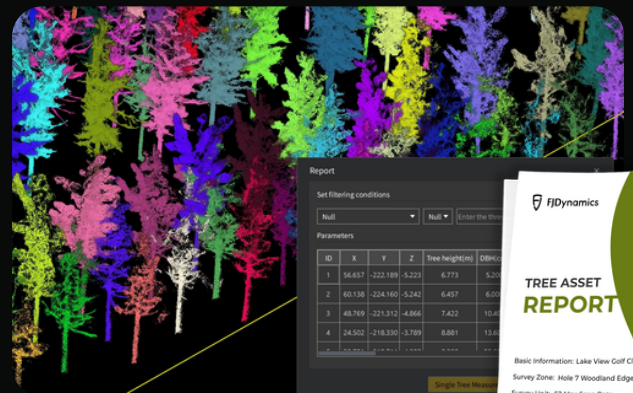 Report
Set filtering conditions
Null Null Enter the thre
Parameters
ID X Y Z Tree height(m) DBH(c
1 56.657 -222.189 -5.223 6.773 5.200
2 60.138 -224.160 -5.242 6.457 6.00
3 48.769 -221.312 -4.866 7.422 10.40
4 24.502 -218.330 -3.789 8.881 13.60
Single Tree Measur
FJDynamics
TREE ASSET
REPORT
Basic Information: Lake View Golf Cl
Survey Zone: Hole 7 Woodland Edge